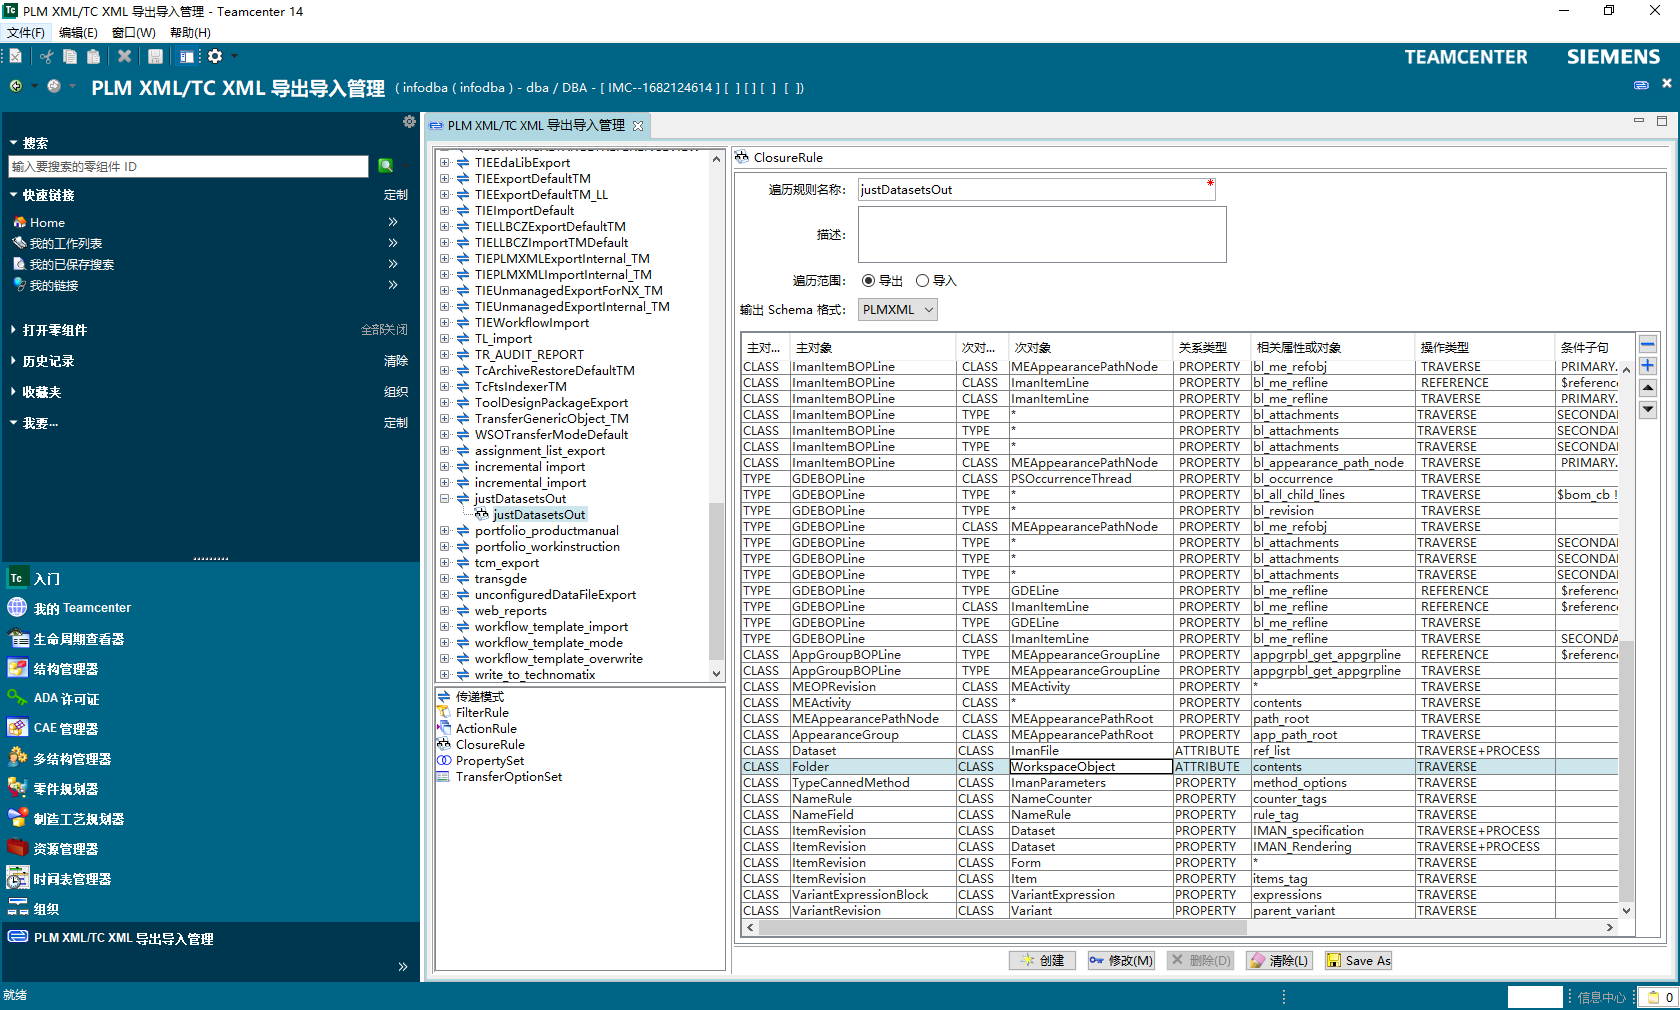 PLM XML/TC XML 导出导入管理 - Teamcenter 14
文件(F) 编辑(E) 窗口(W) 帮助(H)
TEAMCENTER SIEMENS
PLM XML/TC XML 导出导入管理 ( infodba ( infodba ) - dba / DBA - [ IMC--1682124614 ] [ ] [ ] [ ] [ ])
搜索
输入要搜索的零组件 ID
快速链接 定制
Home »
我的工作列表 »
我的已保存搜索 »
我的链接 »
打开零组件 全部关闭
历史记录 清除
收藏夹 组织
我要... 定制
Tc 入门
我的 Teamcenter
生命周期查看器
结构管理器
ADA 许可证
CAE 管理器
多结构管理器
零件规划器
制造工艺规划器
资源管理器
时间表管理器
组织
PLM XML/TC XML 导出导入管理
»
就绪
PLM XML/TC XML 导出导入管理
TIEEdaLibExport
TIEExportDefaultTM
TIEExportDefaultTM_LL
TIEImportDefault
TIELLBCZExportDefaultTM
TIELLBCZImportTMDefault
TIEPLMXMLExportInternal_TM
TIEPLMXMLImportInternal_TM
TIEUnmanagedExportForNX_TM
TIEUnmanagedExportInternal_TM
TIEWorkflowImport
TL_import
TR_AUDIT_REPORT
TcArchiveRestoreDefaultTM
TcFtsIndexerTM
ToolDesignPackageExport
TransferGenericObject_TM
WSOTransferModeDefault
assignment_list_export
incremental import
incremental_import
justDatasetsOut
justDatasetsOut
portfolio_productmanual
portfolio_workinstruction
tcm_export
transgde
unconfiguredDataFileExport
web_reports
workflow_template_import
workflow_template_mode
workflow_template_overwrite
write_to_technomatix
传递模式
FilterRule
ActionRule
ClosureRule
PropertySet
TransferOptionSet
ClosureRule
遍历规则名称: justDatasetsOut *
描述:
遍历范围: 导出 导入
输出 Schema 格式: PLMXML
主对... 主对象 次对... 次对象 关系类型 相关属性或对象 操作类型 条件子句
CLASS ImanItemBOPLine CLASS MEAppearancePathNode PROPERTY bl_me_refobj TRAVERSE PRIMARY.
CLASS ImanItemBOPLine CLASS ImanItemLine PROPERTY bl_me_refline REFERENCE $referenc
CLASS ImanItemBOPLine CLASS ImanItemLine PROPERTY bl_me_refline TRAVERSE PRIMARY.
CLASS ImanItemBOPLine TYPE * PROPERTY bl_attachments TRAVERSE SECONDA
CLASS ImanItemBOPLine TYPE * PROPERTY bl_attachments TRAVERSE SECONDA
CLASS ImanItemBOPLine TYPE * PROPERTY bl_attachments TRAVERSE SECONDA
CLASS ImanItemBOPLine CLASS MEAppearancePathNode PROPERTY bl_appearance_path_node TRAVERSE PRIMARY.
TYPE GDEBOPLine CLASS PSOccurrenceThread PROPERTY bl_occurrence TRAVERSE
TYPE GDEBOPLine TYPE * PROPERTY bl_all_child_lines TRAVERSE $bom_cb !
TYPE GDEBOPLine TYPE * PROPERTY bl_revision TRAVERSE
TYPE GDEBOPLine CLASS MEAppearancePathNode PROPERTY bl_me_refobj TRAVERSE
TYPE GDEBOPLine TYPE * PROPERTY bl_attachments TRAVERSE SECONDA
TYPE GDEBOPLine TYPE * PROPERTY bl_attachments TRAVERSE SECONDA
TYPE GDEBOPLine TYPE * PROPERTY bl_attachments TRAVERSE SECONDA
TYPE GDEBOPLine TYPE GDELine PROPERTY bl_me_refline REFERENCE $referenc
TYPE GDEBOPLine CLASS ImanItemLine PROPERTY bl_me_refline REFERENCE $referenc
TYPE GDEBOPLine TYPE GDELine PROPERTY bl_me_refline TRAVERSE
TYPE GDEBOPLine CLASS ImanItemLine PROPERTY bl_me_refline TRAVERSE SECONDA
CLASS AppGroupBOPLine TYPE MEAppearanceGroupLine PROPERTY appgrpbl_get_appgrpline REFERENCE $referenc
CLASS AppGroupBOPLine TYPE MEAppearanceGroupLine PROPERTY appgrpbl_get_appgrpline TRAVERSE
CLASS MEOPRevision CLASS MEActivity PROPERTY * TRAVERSE
CLASS MEActivity CLASS * PROPERTY contents TRAVERSE
CLASS MEAppearancePathNode CLASS MEAppearancePathRoot PROPERTY path_root TRAVERSE
CLASS AppearanceGroup CLASS MEAppearancePathRoot PROPERTY app_path_root TRAVERSE
CLASS Dataset CLASS ImanFile ATTRIBUTE ref_list TRAVERSE+PROCESS
CLASS Folder CLASS WorkspaceObject ATTRIBUTE contents TRAVERSE
CLASS TypeCannedMethod CLASS ImanParameters PROPERTY method_options TRAVERSE
CLASS NameRule CLASS NameCounter PROPERTY counter_tags TRAVERSE
CLASS NameField CLASS NameRule PROPERTY rule_tag TRAVERSE
CLASS ItemRevision CLASS Dataset PROPERTY IMAN_specification TRAVERSE+PROCESS
CLASS ItemRevision CLASS Dataset PROPERTY IMAN_Rendering TRAVERSE+PROCESS
CLASS ItemRevision CLASS Form PROPERTY * TRAVERSE
CLASS ItemRevision CLASS Item PROPERTY items_tag TRAVERSE
CLASS VariantExpressionBlock CLASS VariantExpression PROPERTY expressions TRAVERSE
CLASS VariantRevision CLASS Variant PROPERTY parent_variant TRAVERSE
创建 修改(M) 删除(D) 清除(L) Save As
信息中心 0